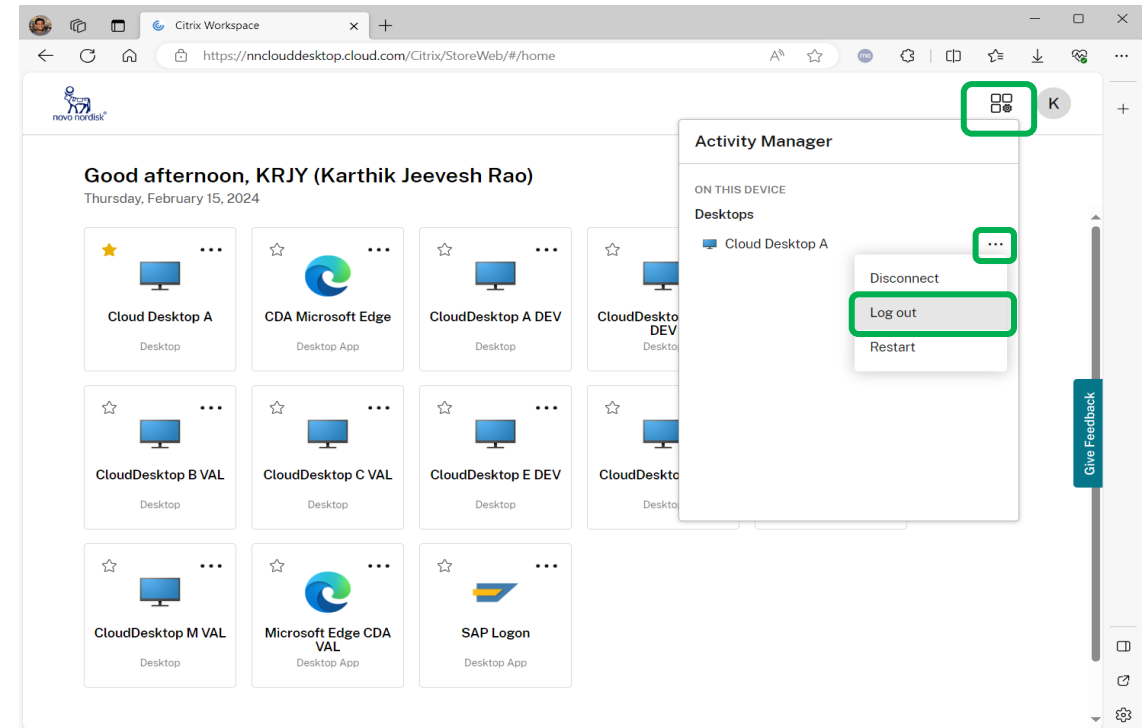 Citrix Workspace
https://nnclouddesktop.cloud.com/Citrix/StoreWeb/#/home
novo nordisk®
K
Good afternoon, KRJY (Karthik Jeevesh Rao)
Thursday, February 15, 2024
Activity Manager
ON THIS DEVICE
Desktops
Cloud Desktop A
Disconnect
Log out
Restart
Cloud Desktop A
Desktop
CDA Microsoft Edge
Desktop App
CloudDesktop A DEV
Desktop
CloudDeskto
DEV
Deskto
CloudDesktop B VAL
Desktop
CloudDesktop C VAL
Desktop
CloudDesktop E DEV
Desktop
CloudDeskto
Deskto
CloudDesktop M VAL
Desktop
Microsoft Edge CDA
VAL
Desktop App
SAP Logon
Desktop App
Give Feedback